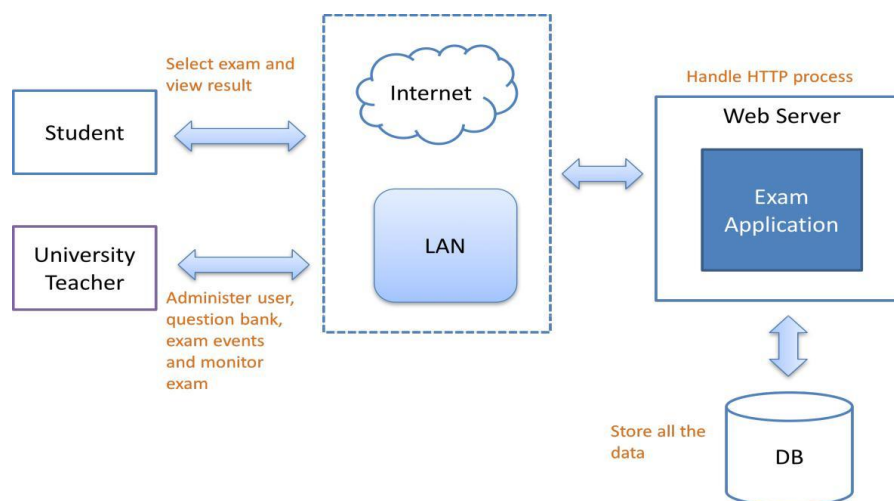 Select exam and
view result
Student
University
Teacher
Administer user,
question bank,
exam events
and monitor
exam
Internet
LAN
Handle HTTP process
Web Server
Exam
Application
Store all the
data
DB